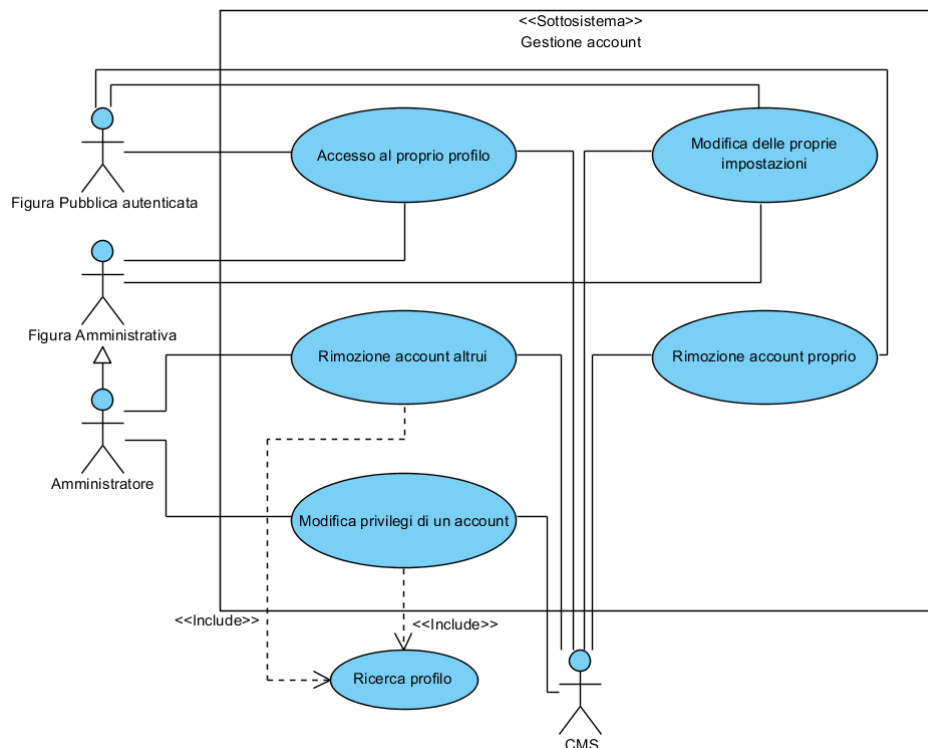 <<Sottosistema>>
Gestione account
Accesso al proprio profilo
Modifica delle proprie
impostazioni
Figura Pubblica autenticata
Figura Amministrativa
Rimozione account altrui
Rimozione account proprio
Amministratore
Modifica privilegi di un account
<<Include>>
<<Include>>
Ricerca profilo
CMS